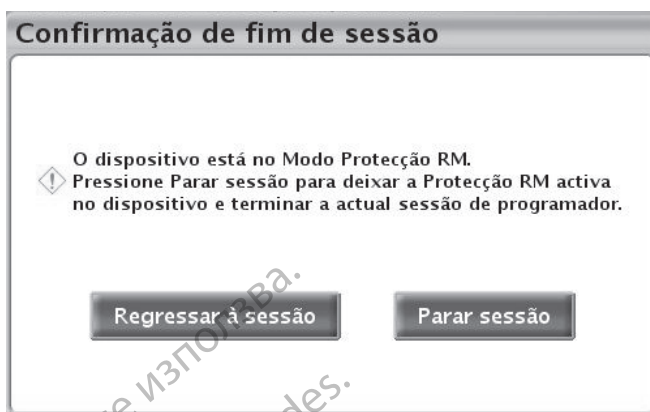 Confirmação de fim de sessão
O dispositivo está no Modo Protecção RM.
Pressione Parar sessão para deixar a Protecção RM activa
no dispositivo e terminar a actual sessão de programador.
Regressar à sessão
Parar sessão